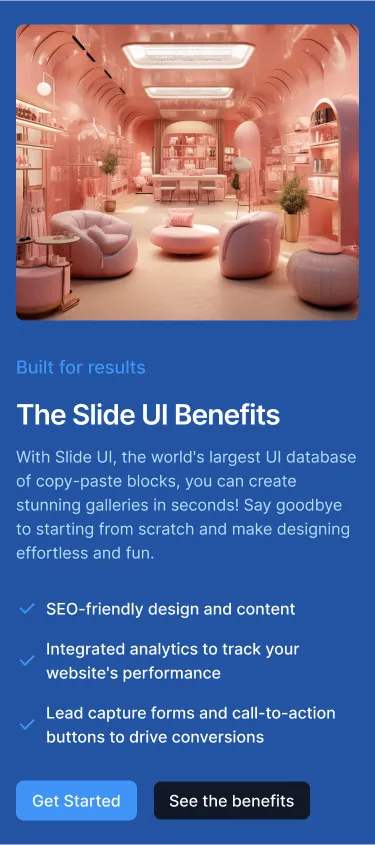 Built for results
The Slide UI Benefits
With Slide UI, the world's largest UI database
of copy-paste blocks, you can create
stunning galleries in seconds! Say goodbye
to starting from scratch and make designing
effortless and fun.
SEO-friendly design and content
Integrated analytics to track your
website's performance
Lead capture forms and call-to-action
buttons to drive conversions
Get Started
See the benefits